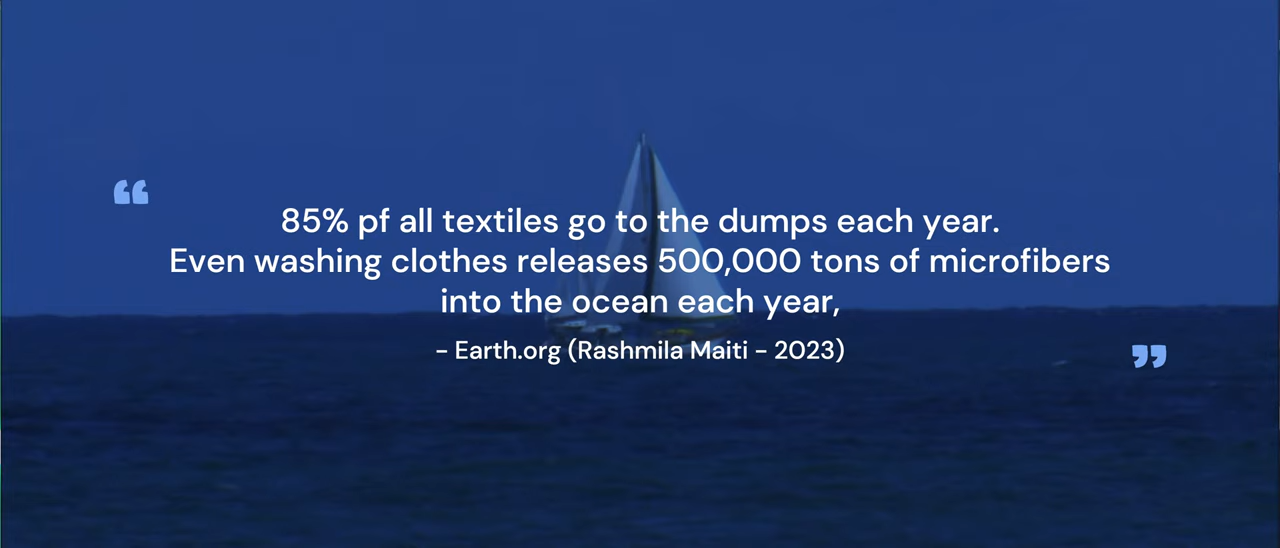 “
85% pf all textiles go to the dumps each year.
Even washing clothes releases 500,000 tons of microfibers
into the ocean each year,
– Earth.org (Rashmila Maiti – 2023)
”